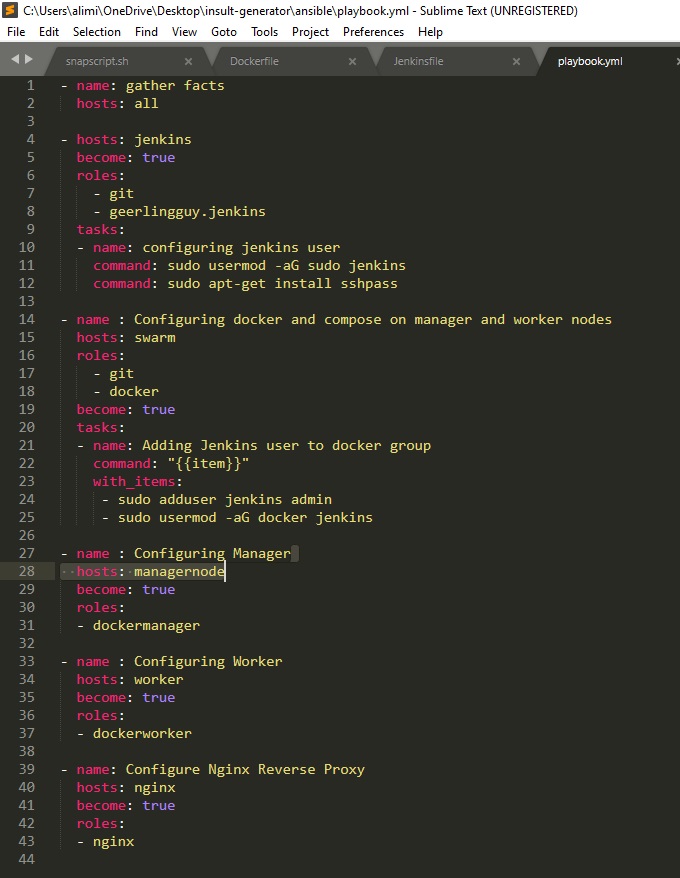 C:\Users\alimi\OneDrive\Desktop\insult-generator\ansible\playbook.yml - Sublime Text (UNREGISTERED)
File Edit Selection Find View Goto Tools Project Preferences Help
snapscript.sh × Dockerfile × Jenkinsfile × playbook.yml ×
1 - name: gather facts
2   hosts: all
3
4 - hosts: jenkins
5   become: true
6   roles:
7     - git
8     - geerlingguy.jenkins
9   tasks:
10   - name: configuring jenkins user
11     command: sudo usermod -aG sudo jenkins
12     command: sudo apt-get install sshpass
13
14 - name : Configuring docker and compose on manager and worker nodes
15   hosts: swarm
16   roles:
17     - git
18     - docker
19   become: true
20   tasks:
21   - name: Adding Jenkins user to docker group
22     command: "{{item}}"
23     with_items:
24      - sudo adduser jenkins admin
25      - sudo usermod -aG docker jenkins
26
27 - name : Configuring Manager
28   hosts: managernode
29   become: true
30   roles:
31   - dockermanager
32
33 - name : Configuring Worker
34   hosts: worker
35   become: true
36   roles:
37   - dockerworker
38
39 - name: Configure Nginx Reverse Proxy
40   hosts: nginx
41   become: true
42   roles:
43   - nginx
44